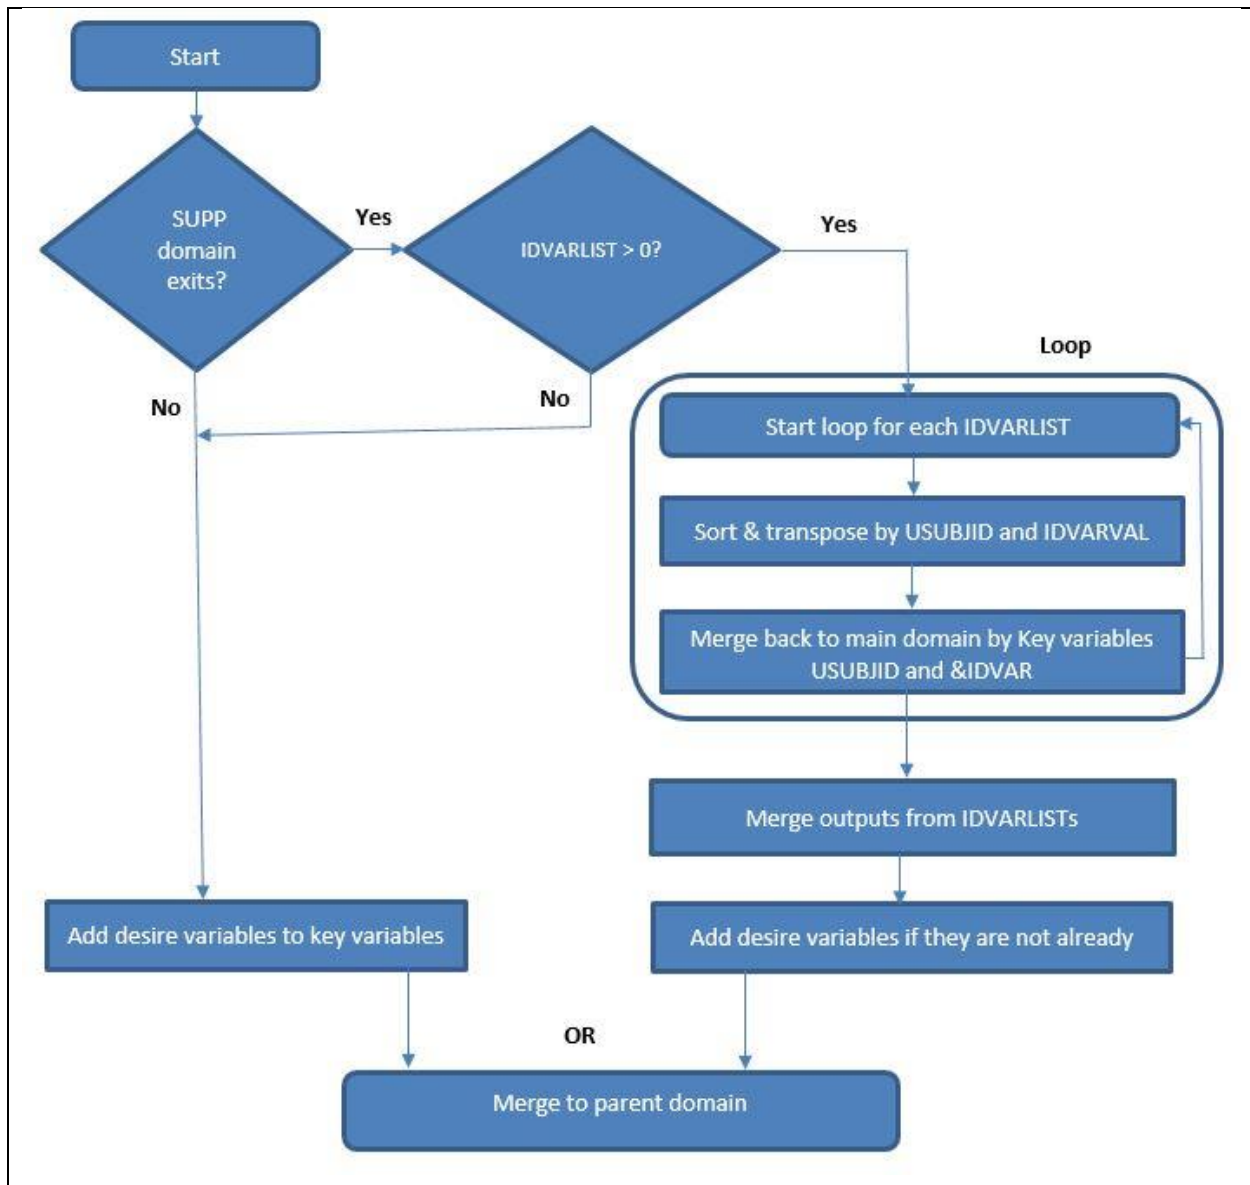 Start
SUPP
domain
exits?
Yes
IDVARLIST > 0?
Yes
No
No
Loop
Start loop for each IDVARLIST
Sort & transpose by USUBJID and IDVARVAL
Merge back to main domain by Key variables
USUBJID and &IDVAR
Merge outputs from IDVARLISTs
Add desire variables to key variables
Add desire variables if they are not already
OR
Merge to parent domain